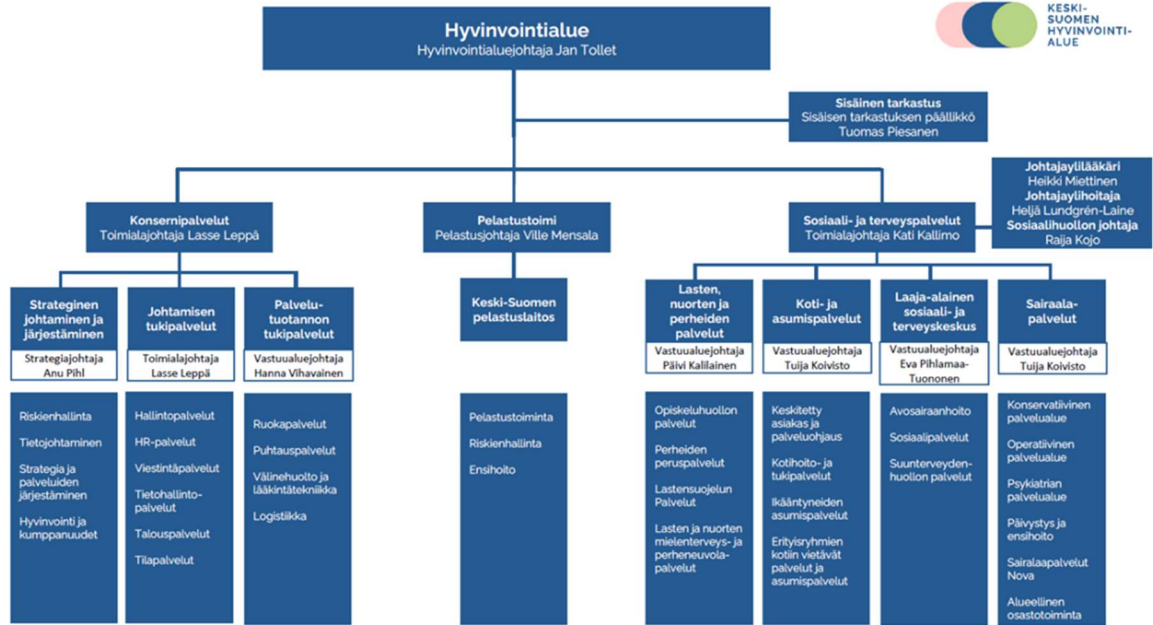 Hyvinvointialue
Hyvinvointialuejohtaja Jan Tollet
KESKI-
SUOMEN
HYVINVOINTI-
ALUE
Sisäinen tarkastus
Sisäisen tarkastuksen päällikkö
Tuomas Piesanen
Johtajaylilääkäri
Heikki Miettinen
Johtajaylihoitaja
Heljä Lundgrén-Laine
Sosiaalihuollon johtaja
Raija Kojo
Konsernipalvelut
Toimialajohtaja Lasse Leppä
Pelastustoimi
Pelastusjohtaja Ville Mensala
Sosiaali- ja terveyspalvelut
Toimialajohtaja Kati Kallimo
Strateginen
johtaminen ja
järjestäminen
Strategiajohtaja
Anu Pihl
Riskienhallinta
Tietojohtaminen
Strategia ja
palveluiden
järjestäminen
Hyvinvointi ja
kumppanuudet
Johtamisen
tukipalvelut
Toimialajohtaja
Lasse Leppä
Hallintopalvelut
HR-palvelut
Viestintäpalvelut
Tietohallinto-
palvelut
Talouspalvelut
Tilapalvelut
Palvelu-
tuotannon
tukipalvelut
Vastuualuejohtaja
Hanna Vihavainen
Ruokapalvelut
Puhtauspalvelut
Välinehuolto ja
lääkintätekniikka
Logistiikka
Keski-Suomen
pelastuslaitos
Pelastustoiminta
Riskienhallinta
Ensihoito
Lasten,
nuorten ja
perheiden
palvelut
Vastuualuejohtaja
Päivi Kalilainen
Opiskeluhuollon
palvelut
Perheiden
peruspalvelut
Lastensuojelun
Palvelut
Lasten ja nuorten
mielenterveys- ja
perheneuvola-
palvelut
Koti- ja
asumispalvelut
Vastuualuejohtaja
Tuija Koivisto
Keskitetty
asiakas ja
palveluohjaus
Kotihoito- ja
tukipalvelut
Ikääntyneiden
asumispalvelut
Erityisryhmien
kotiin vietävät
palvelut ja
asumispalvelut
Laaja-alainen
sosiaali- ja
terveyskeskus
Vastuualuejohtaja
Eva Pihlamaa-
Tuononen
Avosairaanhoito
Sosiaalipalvelut
Suunterveyden-
huollon palvelut
Sairaala-
palvelut
Vastuualuejohtaja
Tuija Koivisto
Konservatiivinen
palvelualue
Operatiivinen
palvelualue
Psykiatrian
palvelualue
Päivystys ja
ensihoito
Sairalaapalvelut
Nova
Alueellinen
osastotoiminta